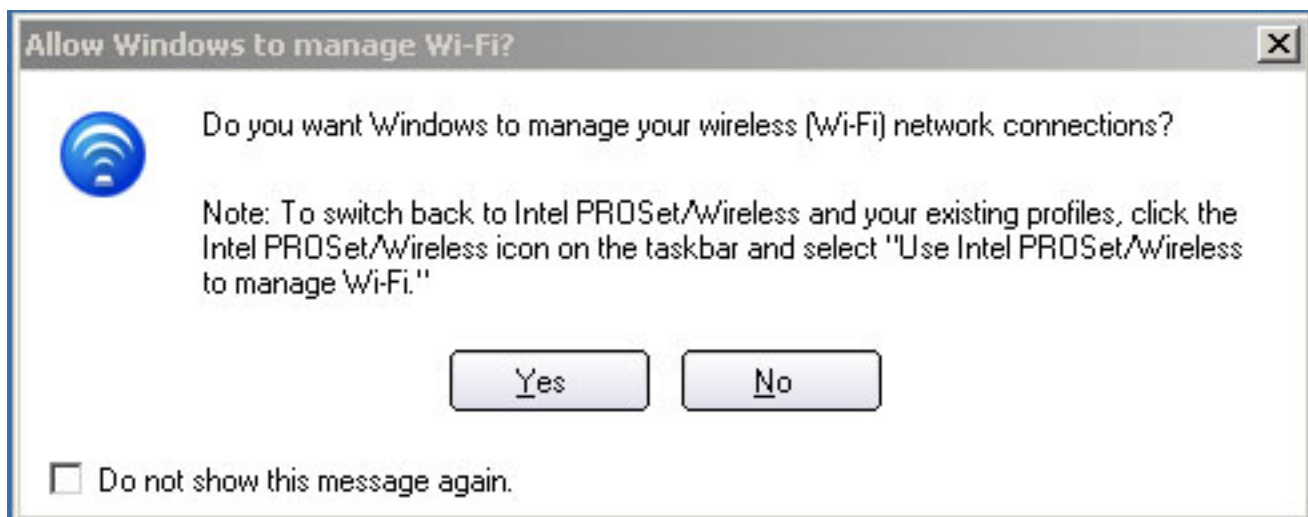 Allow Windows to manage Wi-Fi?
Do you want Windows to manage your wireless (Wi-Fi) network connections?
Note: To switch back to Intel PROSet/Wireless and your existing profiles, click the
Intel PROSet/Wireless icon on the taskbar and select "Use Intel PROSet/Wireless
to manage Wi-Fi."
Yes No
Do not show this message again.